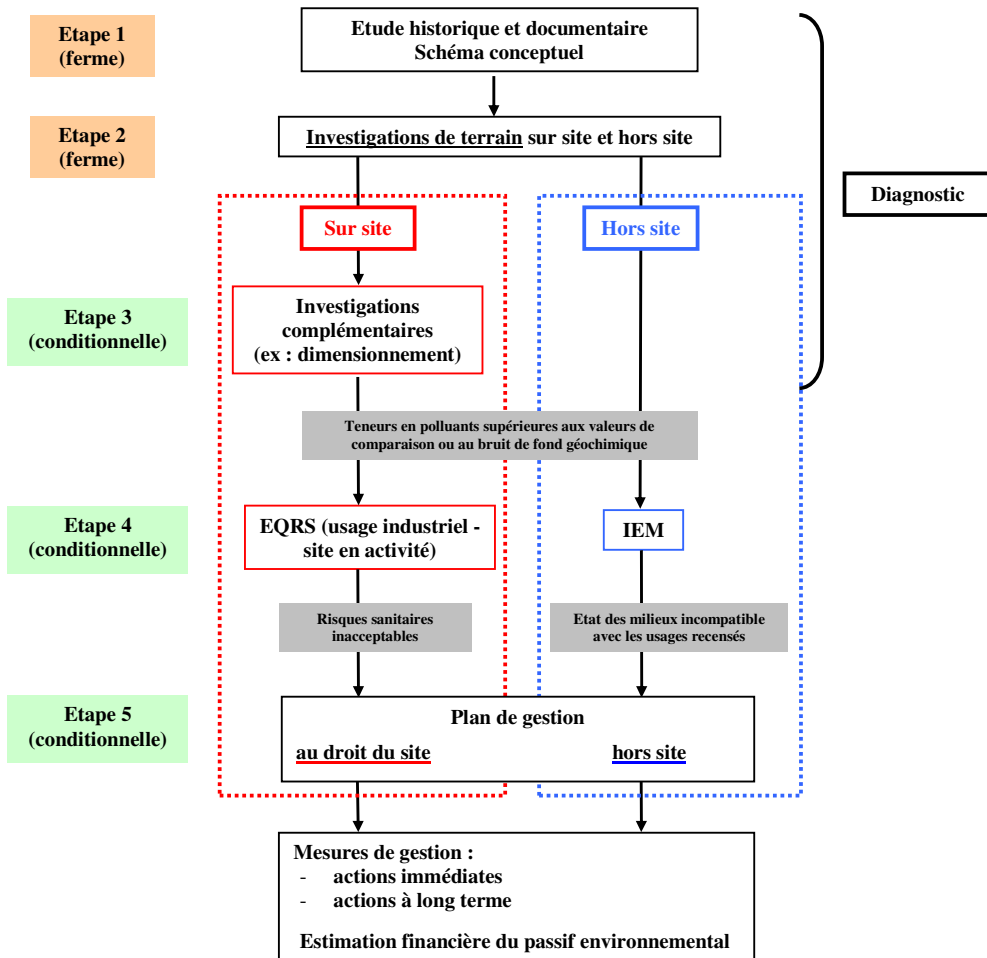 Etape 1
(ferme)
Etude historique et documentaire
Schéma conceptuel
Etape 2
(ferme)
Investigations de terrain sur site et hors site
Diagnostic
Sur site
Hors site
Etape 3
(conditionnelle)
Investigations
complémentaires
(ex : dimensionnement)
Teneurs en polluants supérieures aux valeurs de
comparaison ou au bruit de fond géochimique
Etape 4
(conditionnelle)
EQRS (usage industriel -
site en activité)
IEM
Risques sanitaires
inacceptables
Etat des milieux incompatible
avec les usages recensés
Etape 5
(conditionnelle)
Plan de gestion
au droit du site
hors site
Mesures de gestion :
- actions immédiates
- actions à long terme
Estimation financière du passif environnemental